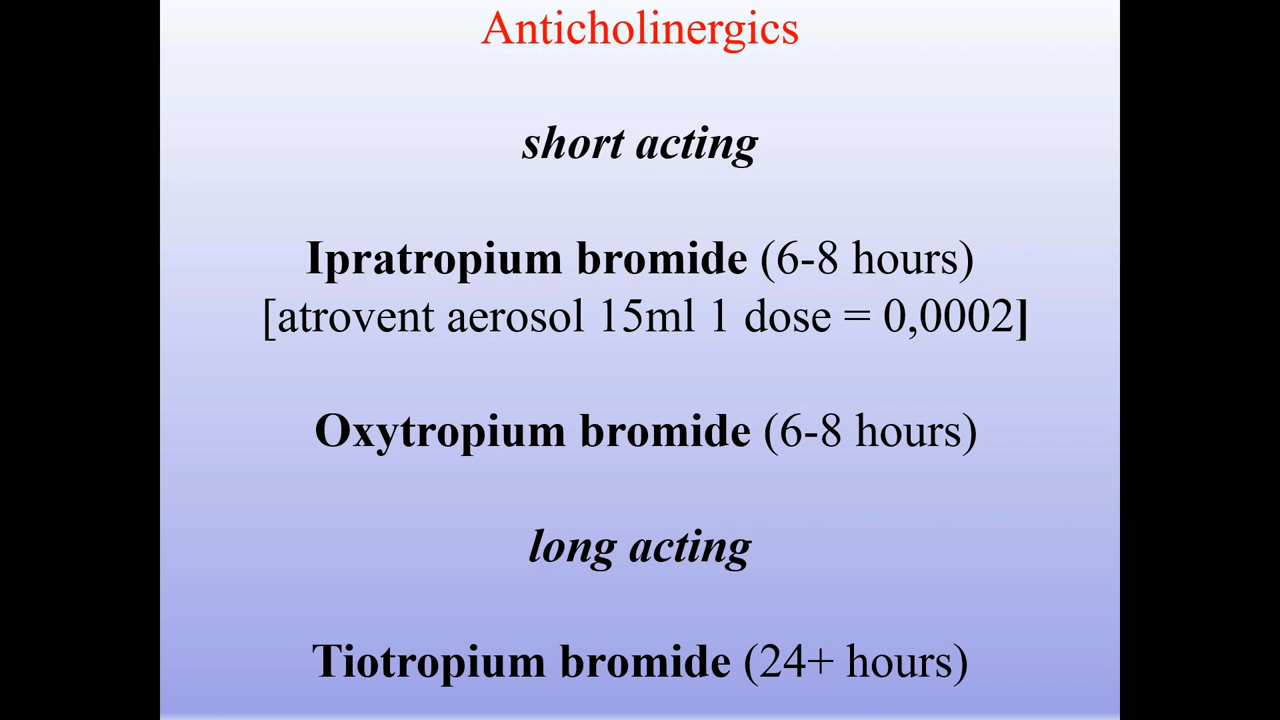 Anticholinergics
short acting
Ipratropium bromide (6-8 hours)
[atrovent aerosol 15ml 1 dose = 0,0002]
Oxytropium bromide (6-8 hours)
long acting
Tiotropium bromide (24+ hours)